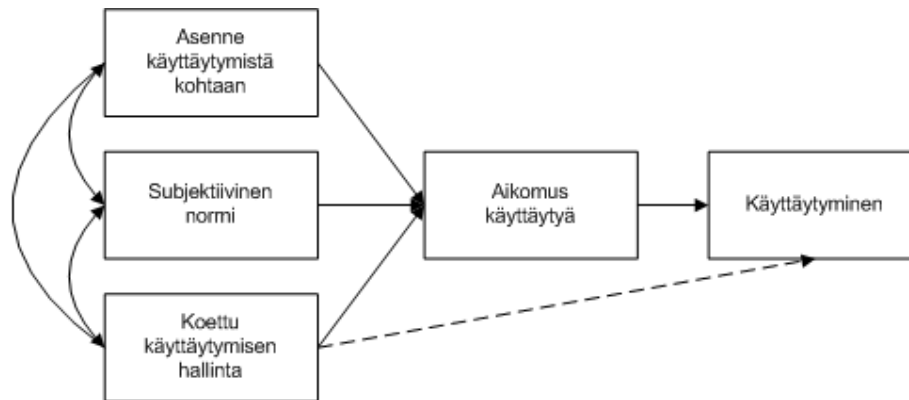 Asenne
käyttäytymistä
kohtaan
Subjektiivinen
normi
Koettu
käyttäytymisen
hallinta
Aikomus
käyttäytyä
Käyttäytyminen